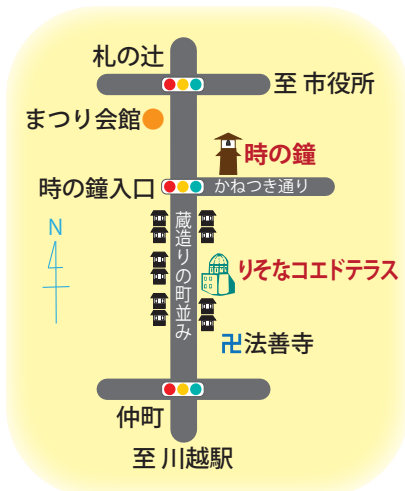 札の辻
至 市役所
まつり会館
時の鐘
時の鐘入口
かねつき通り
N
蔵造りの町並み
りそなコエドテラス
卍法善寺
仲町
至 川越駅